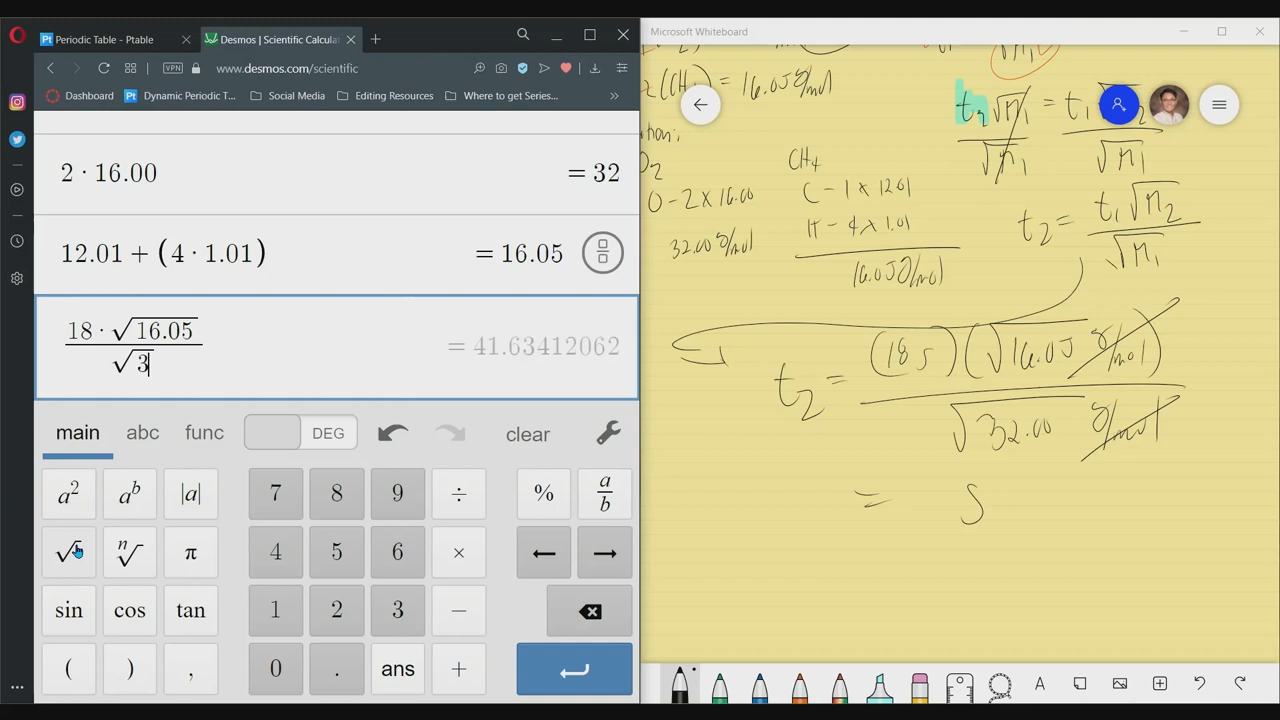 Periodic Table - Ptable
Desmos | Scientific Calcula
www.desmos.com/scientific
VPN
Dashboard
Dynamic Periodic T...
Social Media
Editing Resources
Where to get Series...
2 · 16.00 = 32
12.01 + (4 · 1.01) = 16.05
18 · √16.05
√3
= 41.63412062
main abc func DEG clear
a² aᵇ |a| 7 8 9 ÷ % a/b
√ ⁿ√ π 4 5 6 × ← →
sin cos tan 1 2 3 −
( ) , 0 . ans +
Microsoft Whiteboard
(CH₄) = 16.05 g/mol
O - 2 x 16.00
32.00 g/mol
CH4
C - 1 x 12.01
H - 4 x 1.01
16.05 g/mol
t₂√M₁ = t₁√M₂
√M₁ √M₁
t₂ = t₁√M₂
√M₁
t₂ = (18 s)(√16.05 g/mol)
√32.00 g/mol
= s